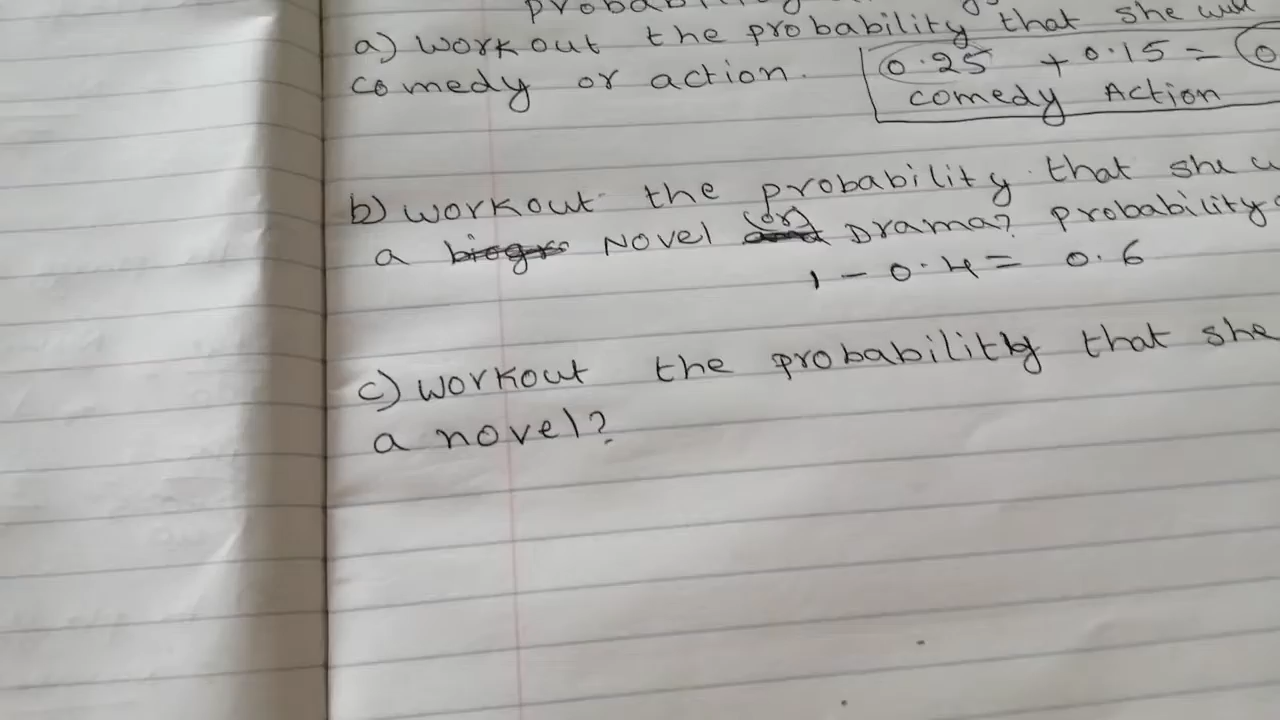 a) workout the probability that she will
comedy or action. 0.25 + 0.15 =
comedy Action
b) workout the probability that she
a Novel (or) Drama? probability
1 - 0.4 = 0.6
c) workout the probability that she
a novel?